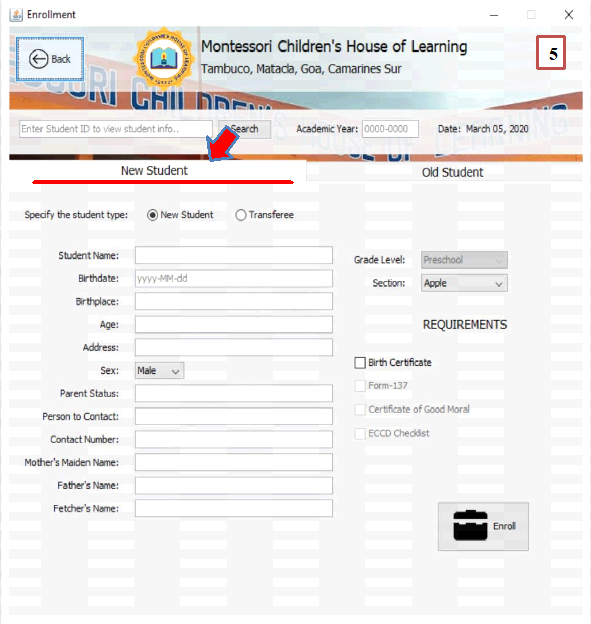 Enrollment
Back
Montessori Children's House of Learning
5
Tambuco, Matacla, Goa, Camarines Sur
Enter Student ID to view student info..
Search
Academic Year:
0000-0000
Date: March 05, 2020
New Student
Old Student
Specify the student type:
New Student
Transferee
Student Name:
Grade Level:
Preschool
Birthdate:
yyyy-MM-dd
Section:
Apple
Birthplace:
Age:
REQUIREMENTS
Address:
Birth Certificate
Sex:
Male
Form-137
Parent Status:
Certificate of Good Moral
Person to Contact:
ECCD Checklist
Contact Number:
Mother's Maiden Name:
Father's Name:
Fetcher's Name:
Enroll